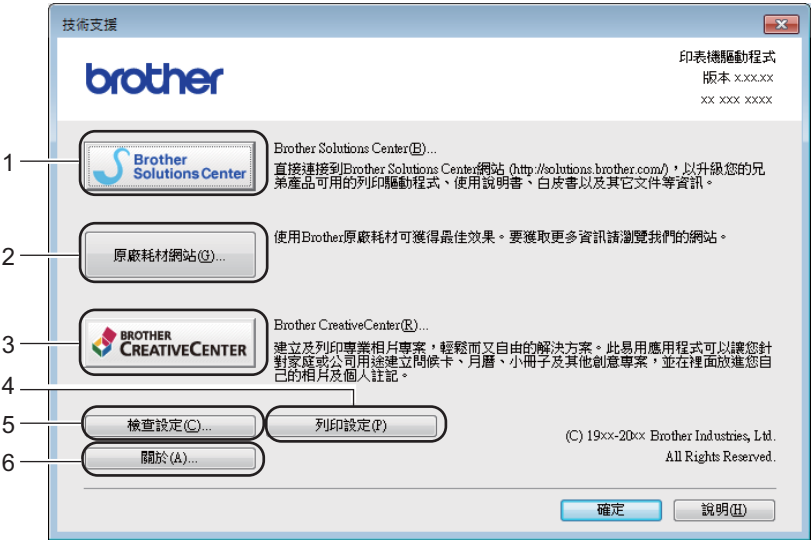 技術支援
brother
印表機驅動程式
版本 x.xx.xx
xx xxx xxxx
1
Brother
Solutions Center
Brother Solutions Center(B)...
直接連接到Brother Solutions Center網站 (http://solutions.brother.com/)，以升級您的兄
弟產品可用的列印驅動程式、使用說明書、白皮書以及其它文件等資訊。
2
原廠耗材網站(G)...
使用Brother原廠耗材可獲得最佳效果。要獲取更多資訊請瀏覽我們的網站。
3
BROTHER
CREATIVECENTER
Brother CreativeCenter(R)...
建立及列印專業相片專案，輕鬆而又自由的解決方案。此易用應用程式可以讓您針
對家庭或公司用途建立問候卡、月曆、小冊子及其他創意專案，並在裡面放進您自
己的相片及個人註記。
4
5
檢查設定(C)...
列印設定(P)
6
關於(A)...
(C) 19xx-20xx Brother Industries, Ltd.
All Rights Reserved.
確定
說明(H)